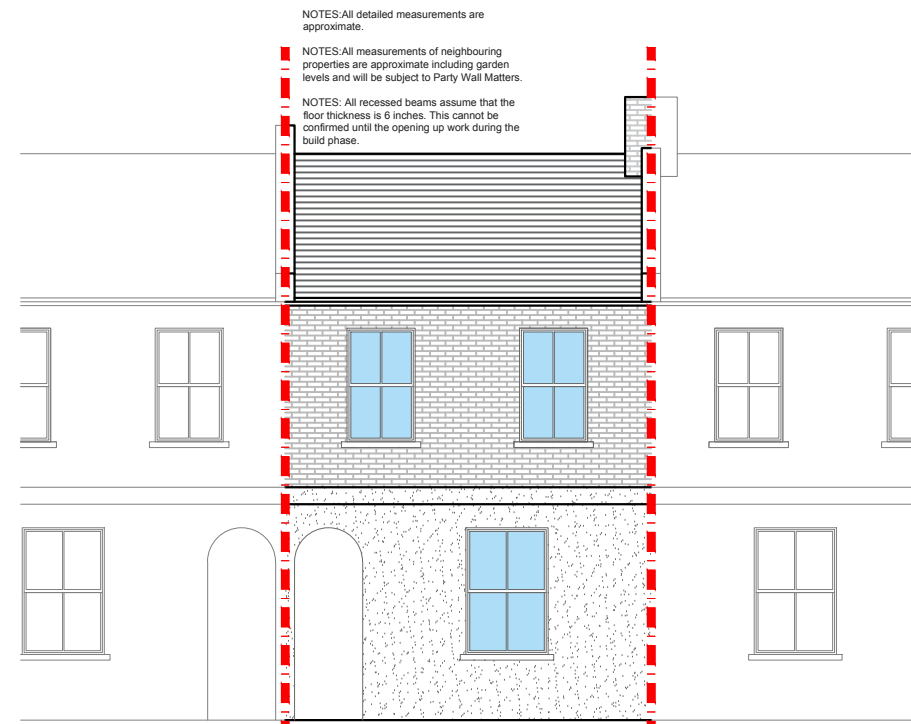 NOTES:All detailed measurements are
approximate.
NOTES:All measurements of neighbouring
properties are approximate including garden
levels and will be subject to Party Wall Matters.
NOTES: All recessed beams assume that the
floor thickness is 6 inches. This cannot be
confirmed until the opening up work during the
build phase.